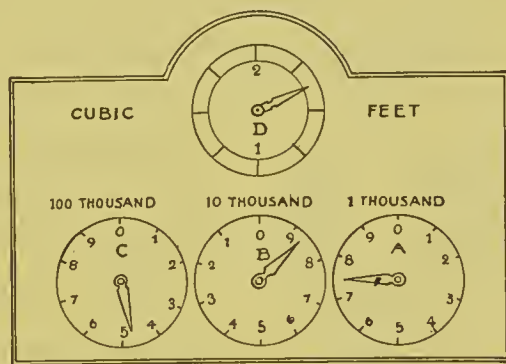 2
CUBIC FEET
D
1
100 THOUSAND 10 THOUSAND 1 THOUSAND
0 1 2 3 4 5 6 7 8 9
C
0 9 8 7 6 5 4 3 2 1
B
0 1 2 3 4 5 6 7 8 9
A